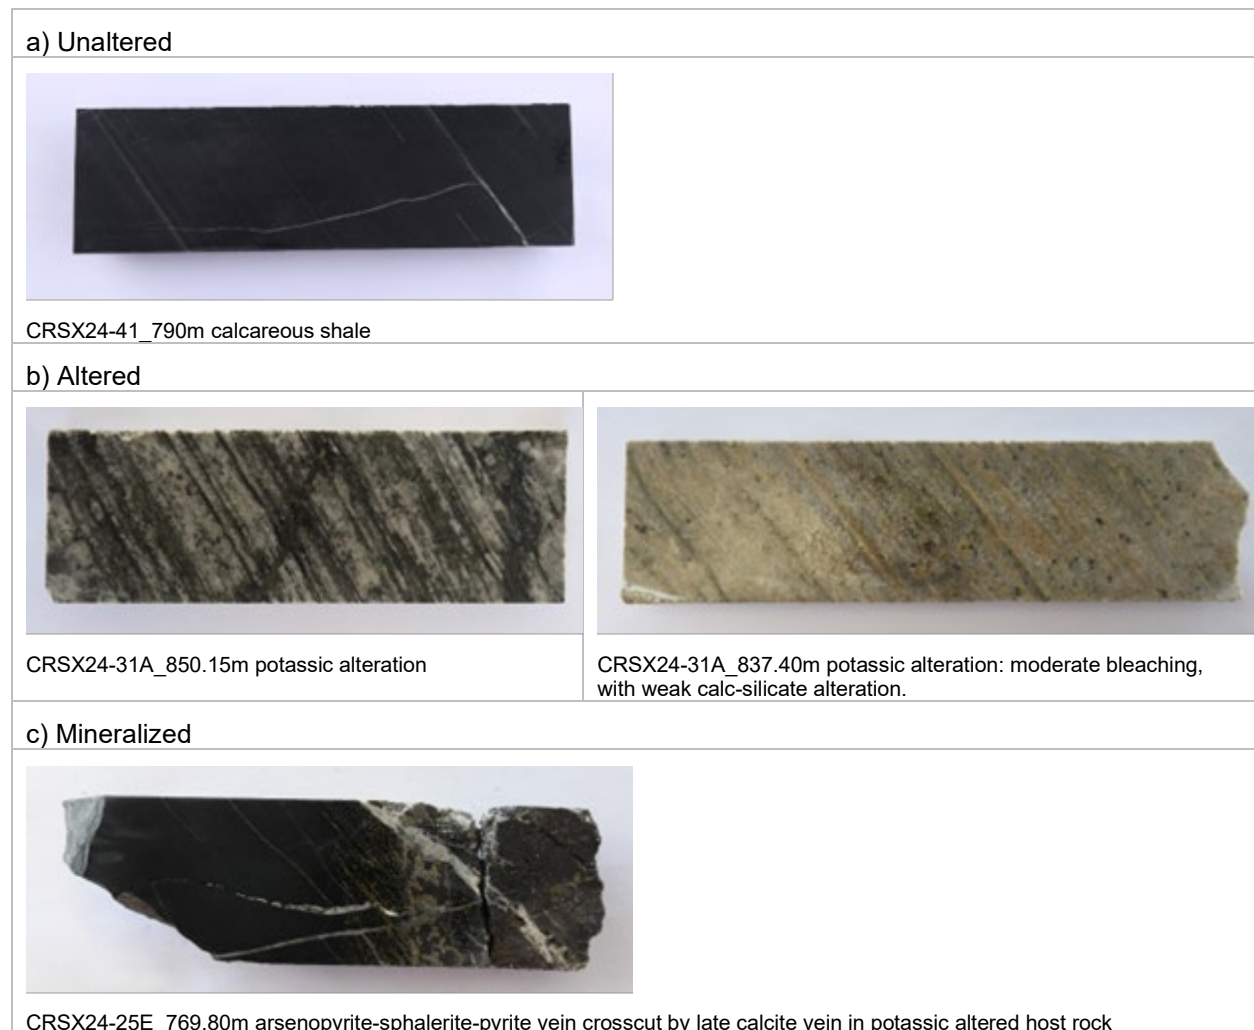 a) Unaltered
CRSX24-41_790m calcareous shale
b) Altered
CRSX24-31A_850.15m potassic alteration
CRSX24-31A_837.40m potassic alteration: moderate bleaching,
with weak calc-silicate alteration.
c) Mineralized
CRSX24-25E_769.80m arsenopyrite-sphalerite-pyrite vein crosscut by late calcite vein in potassic altered host rock